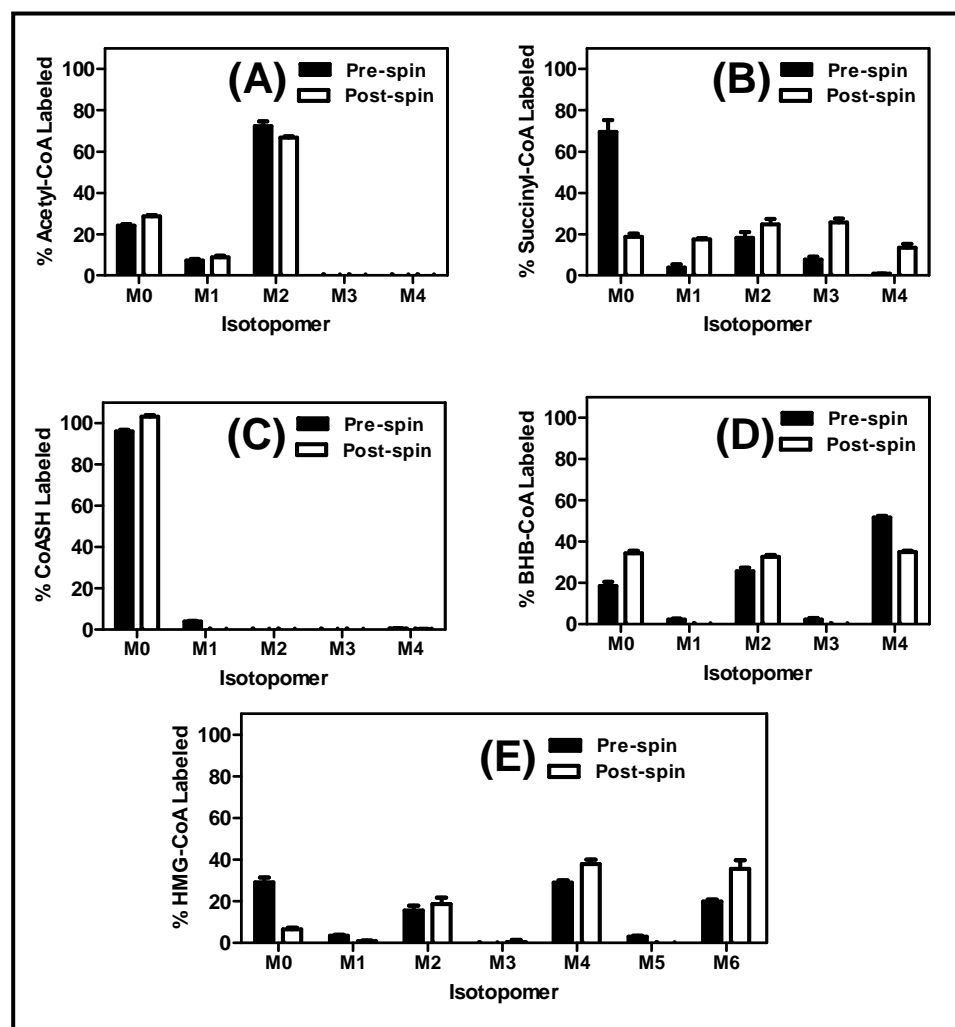 % Acetyl-CoA Labeled
100
80
60
40
20
0
(A)
Pre-spin
Post-spin
M0 M1 M2 M3 M4
Isotopomer
% Succinyl-CoA Labeled
100
80
60
40
20
0
(B)
Pre-spin
Post-spin
M0 M1 M2 M3 M4
Isotopomer
% CoASH Labeled
100
80
60
40
20
0
(C)
Pre-spin
Post-spin
M0 M1 M2 M3 M4
Isotopomer
% BHB-CoA Labeled
100
80
60
40
20
0
(D)
Pre-spin
Post-spin
M0 M1 M2 M3 M4
Isotopomer
% HMG-CoA Labeled
100
80
60
40
20
0
(E)
Pre-spin
Post-spin
M0 M1 M2 M3 M4 M5 M6
Isotopomer